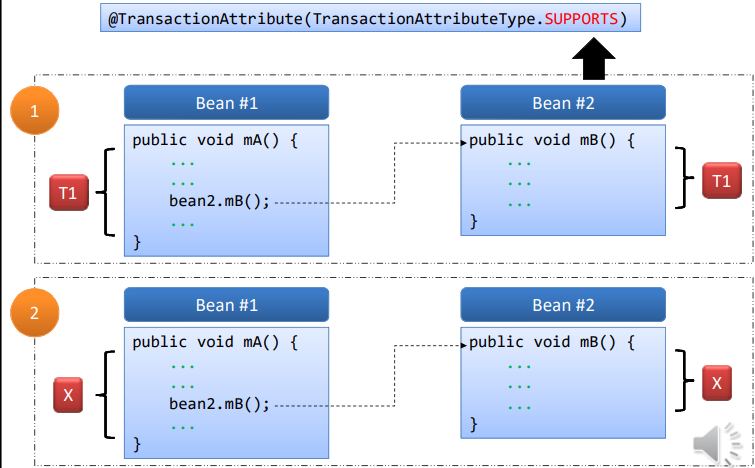 @TransactionAttribute(TransactionAttributeType.SUPPORTS)
1
Bean #1
public void mA() {
...
...
bean2.mB();
...
}
T1
Bean #2
public void mB() {
...
...
...
}
T1
2
Bean #1
public void mA() {
...
...
bean2.mB();
...
}
X
Bean #2
public void mB() {
...
...
...
}
X